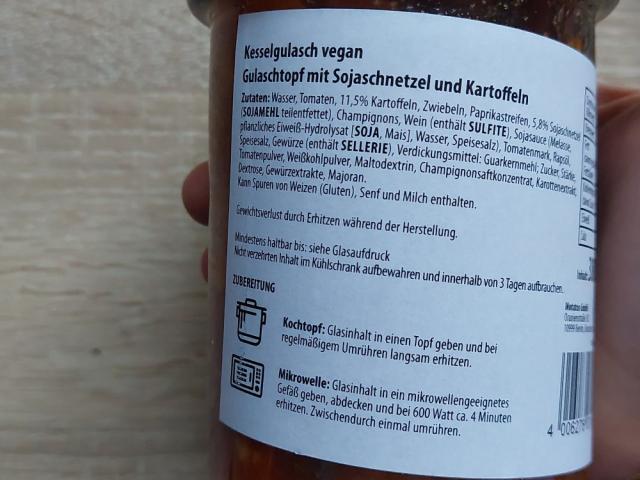 Kesselgulasch vegan
Gulaschtopf mit Sojaschnetzel und Kartoffeln
Zutaten: Wasser, Tomaten, 11,5% Kartoffeln, Zwiebeln, Paprikastreifen, 5,8% Sojaschnetzel
(SOJAMEHL teilentfettet), Champignons, Wein (enthält SULFITE), Sojasauce (Melasse,
pflanzliches Eiweiß-Hydrolysat [SOJA, Mais], Wasser, Speisesalz), Tomatenmark, Rapsöl,
Speisesalz, Gewürze (enthält SELLERIE), Verdickungsmittel: Guarkernmehl; Zucker, Stärke,
Tomatenpulver, Weißkohlpulver, Maltodextrin, Champignonsaftkonzentrat, Karottenextrakt,
Dextrose, Gewürzextrakte, Majoran.
Kann Spuren von Weizen (Gluten), Senf und Milch enthalten.
Gewichtsverlust durch Erhitzen während der Herstellung.
Mindestens haltbar bis: siehe Glasaufdruck
Nicht verzehrten Inhalt im Kühlschrank aufbewahren und innerhalb von 3 Tagen aufbrauchen.
ZUBEREITUNG
Kochtopf: Glasinhalt in einen Topf geben und bei
regelmäßigem Umrühren langsam erhitzen.
Mikrowelle: Glasinhalt in ein mikrowellengeeignetes
Gefäß geben, abdecken und bei 600 Watt ca. 4 Minuten
erhitzen. Zwischendurch einmal umrühren.
Inhalt: